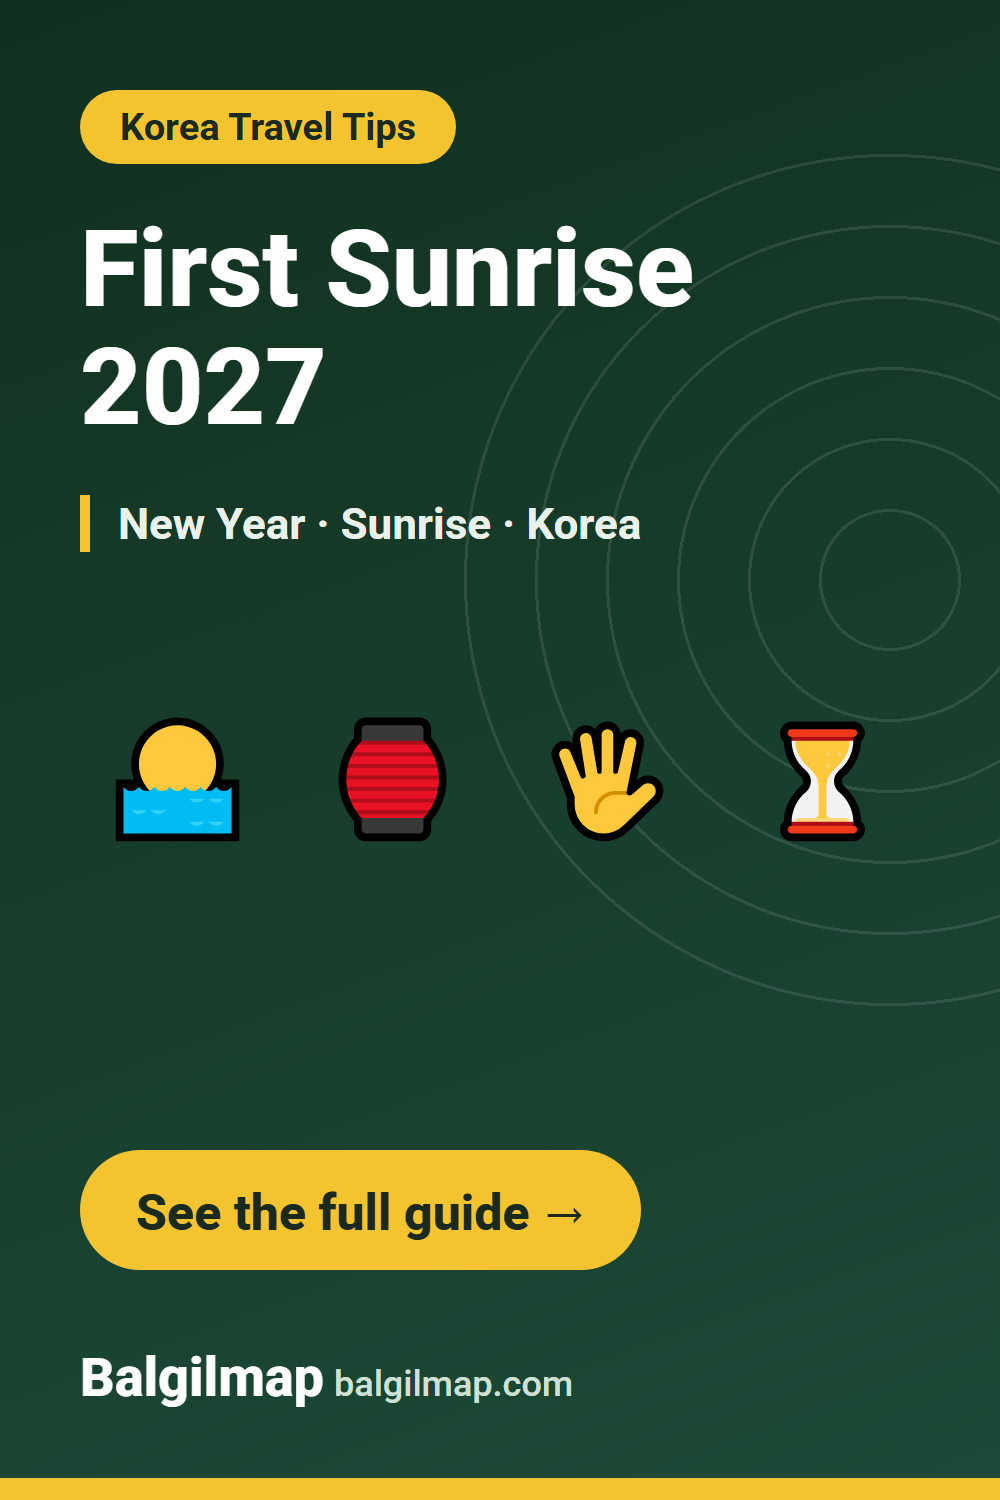 Korea Travel Tips
First Sunrise
2027
New Year · Sunrise · Korea
See the full guide →
Balgilmap balgilmap.com